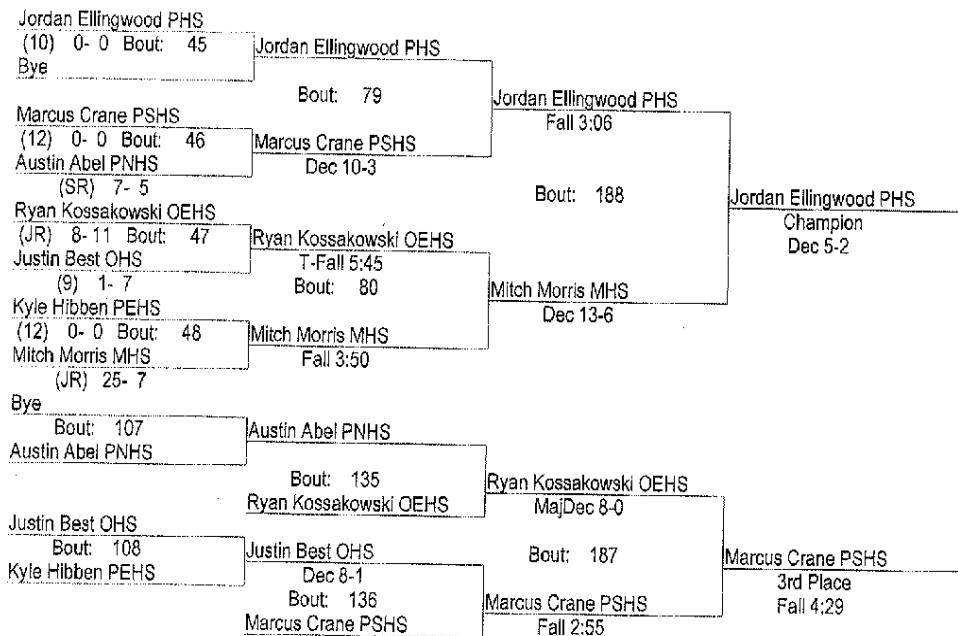 Jordan Ellingwood PHS
(10) 0- 0 Bout: 45
Bye
Jordan Ellingwood PHS
Bout: 79
Marcus Crane PSHS
(12) 0- 0 Bout: 46
Austin Abel PNHS
(SR) 7- 5
Marcus Crane PSHS
Dec 10-3
Jordan Ellingwood PHS
Fall 3:06
Bout: 188
Ryan Kossakowski OEHS
(JR) 8- 11 Bout: 47
Justin Best OHS
(9) 1- 7
Ryan Kossakowski OEHS
T-Fall 5:45
Bout: 80
Kyle Hibben PEHS
(12) 0- 0 Bout: 48
Mitch Morris MHS
(JR) 25- 7
Mitch Morris MHS
Fall 3:50
Mitch Morris MHS
Dec 13-6
Jordan Ellingwood PHS
Champion
Dec 5-2
Bye
Bout: 107
Austin Abel PNHS
Austin Abel PNHS
Bout: 135
Ryan Kossakowski OEHS
Ryan Kossakowski OEHS
MajDec 8-0
Bout: 187
Justin Best OHS
Bout: 108
Kyle Hibben PEHS
Justin Best OHS
Dec 8-1
Bout: 136
Marcus Crane PSHS
Marcus Crane PSHS
Fall 2:55
Marcus Crane PSHS
3rd Place
Fall 4:29